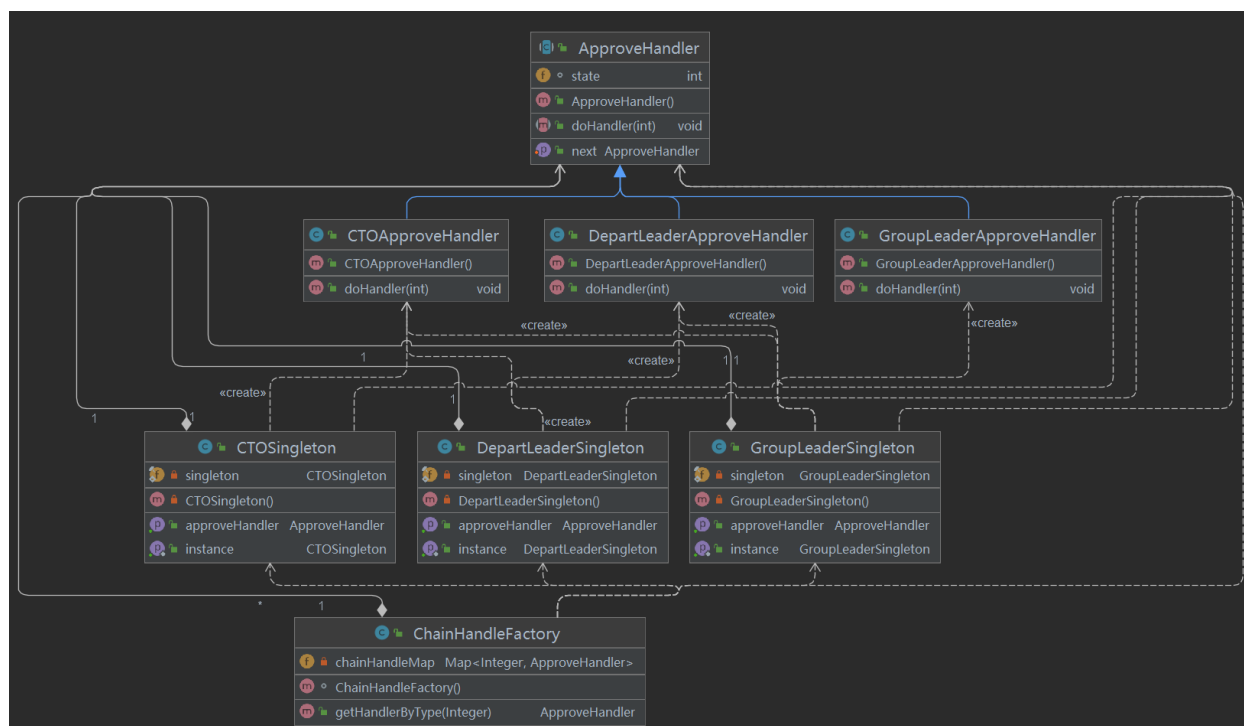 ApproveHandler
state int
ApproveHandler()
doHandler(int) void
next ApproveHandler
CTOApproveHandler
CTOApproveHandler()
doHandler(int) void
DepartLeaderApproveHandler
DepartLeaderApproveHandler()
doHandler(int) void
GroupLeaderApproveHandler
GroupLeaderApproveHandler()
doHandler(int) void
«create» «create» «create»
1 «create» 1 1
«create» 1
1 1 «create»
CTOSingleton
singleton CTOSingleton
CTOSingleton()
approveHandler ApproveHandler
instance CTOSingleton
DepartLeaderSingleton
singleton DepartLeaderSingleton
DepartLeaderSingleton()
approveHandler ApproveHandler
instance DepartLeaderSingleton
GroupLeaderSingleton
singleton GroupLeaderSingleton
GroupLeaderSingleton()
approveHandler ApproveHandler
instance GroupLeaderSingleton
* 1
ChainHandleFactory
chainHandleMap Map<Integer, ApproveHandler>
ChainHandleFactory()
getHandlerByType(Integer) ApproveHandler